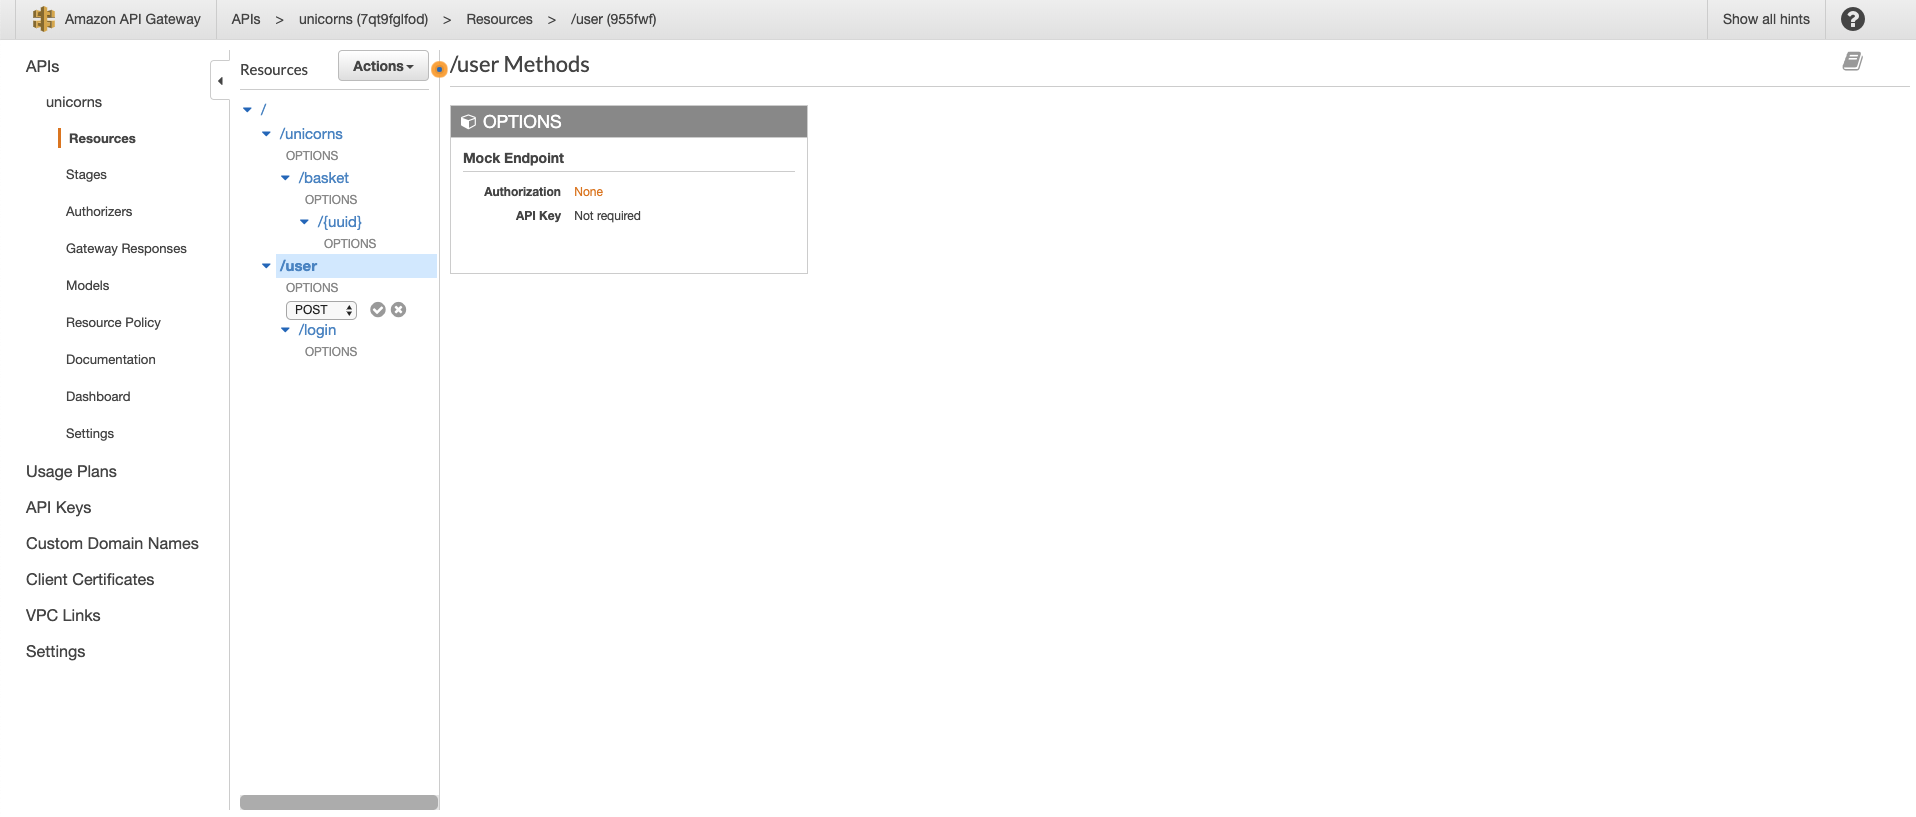 Amazon API Gateway APIs > unicorns (7qt9fglfod) > Resources > /user (955fwf) Show all hints ?
APIs
unicorns
Resources
Stages
Authorizers
Gateway Responses
Models
Resource Policy
Documentation
Dashboard
Settings
Usage Plans
API Keys
Custom Domain Names
Client Certificates
VPC Links
Settings
Resources Actions
/
/unicorns
OPTIONS
/basket
OPTIONS
/{uuid}
OPTIONS
/user
OPTIONS
POST
/login
OPTIONS
/user Methods
OPTIONS
Mock Endpoint
Authorization None
API Key Not required